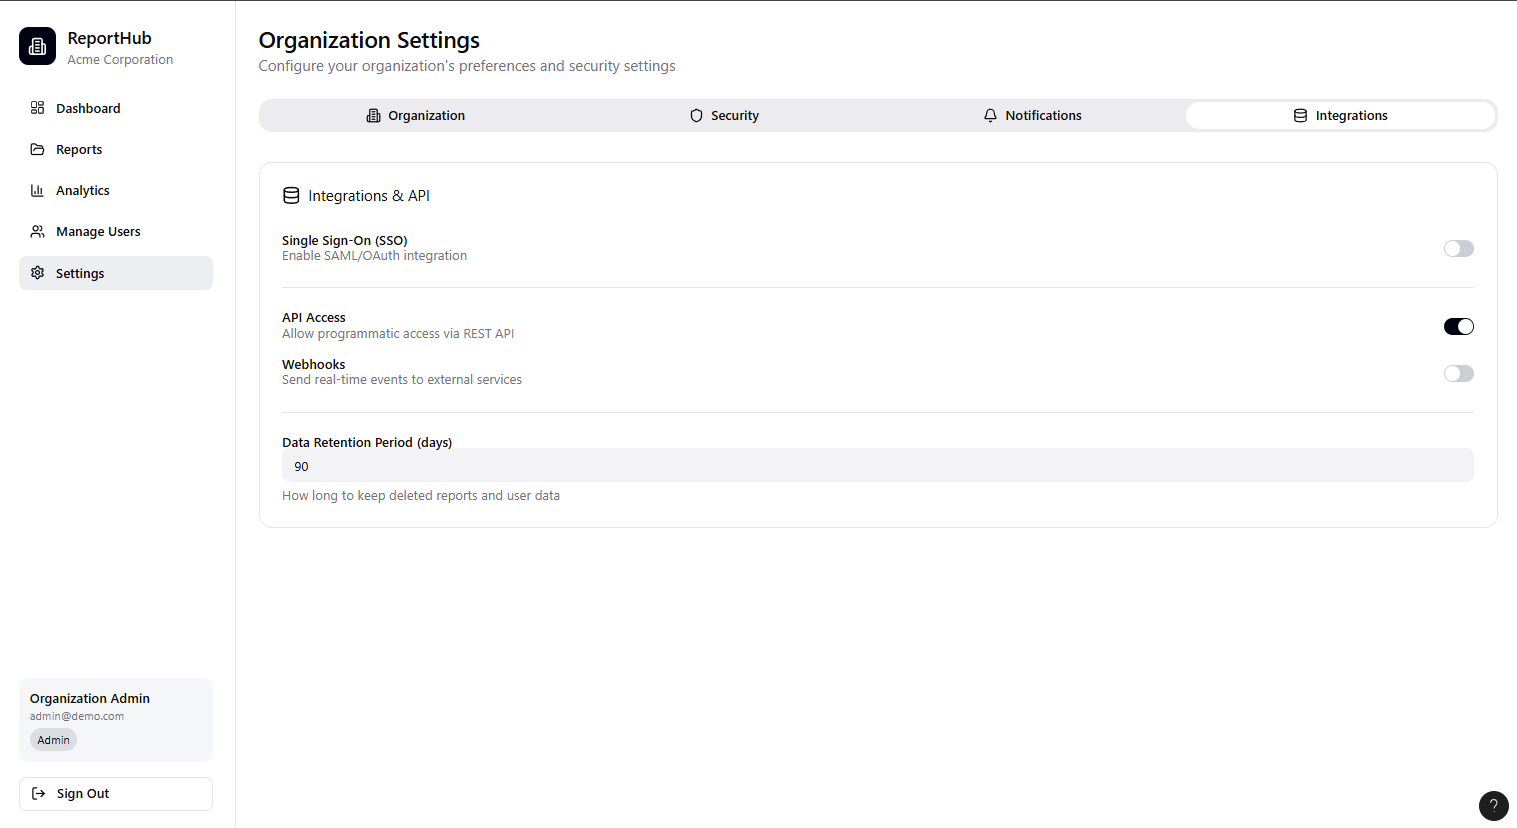 ReportHub
Acme Corporation
Dashboard
Reports
Analytics
Manage Users
Settings
Organization Admin
admin@demo.com
Admin
Sign Out
Organization Settings
Configure your organization's preferences and security settings
Organization
Security
Notifications
Integrations
Integrations & API
Single Sign-On (SSO)
Enable SAML/OAuth integration
API Access
Allow programmatic access via REST API
Webhooks
Send real-time events to external services
Data Retention Period (days)
90
How long to keep deleted reports and user data
?